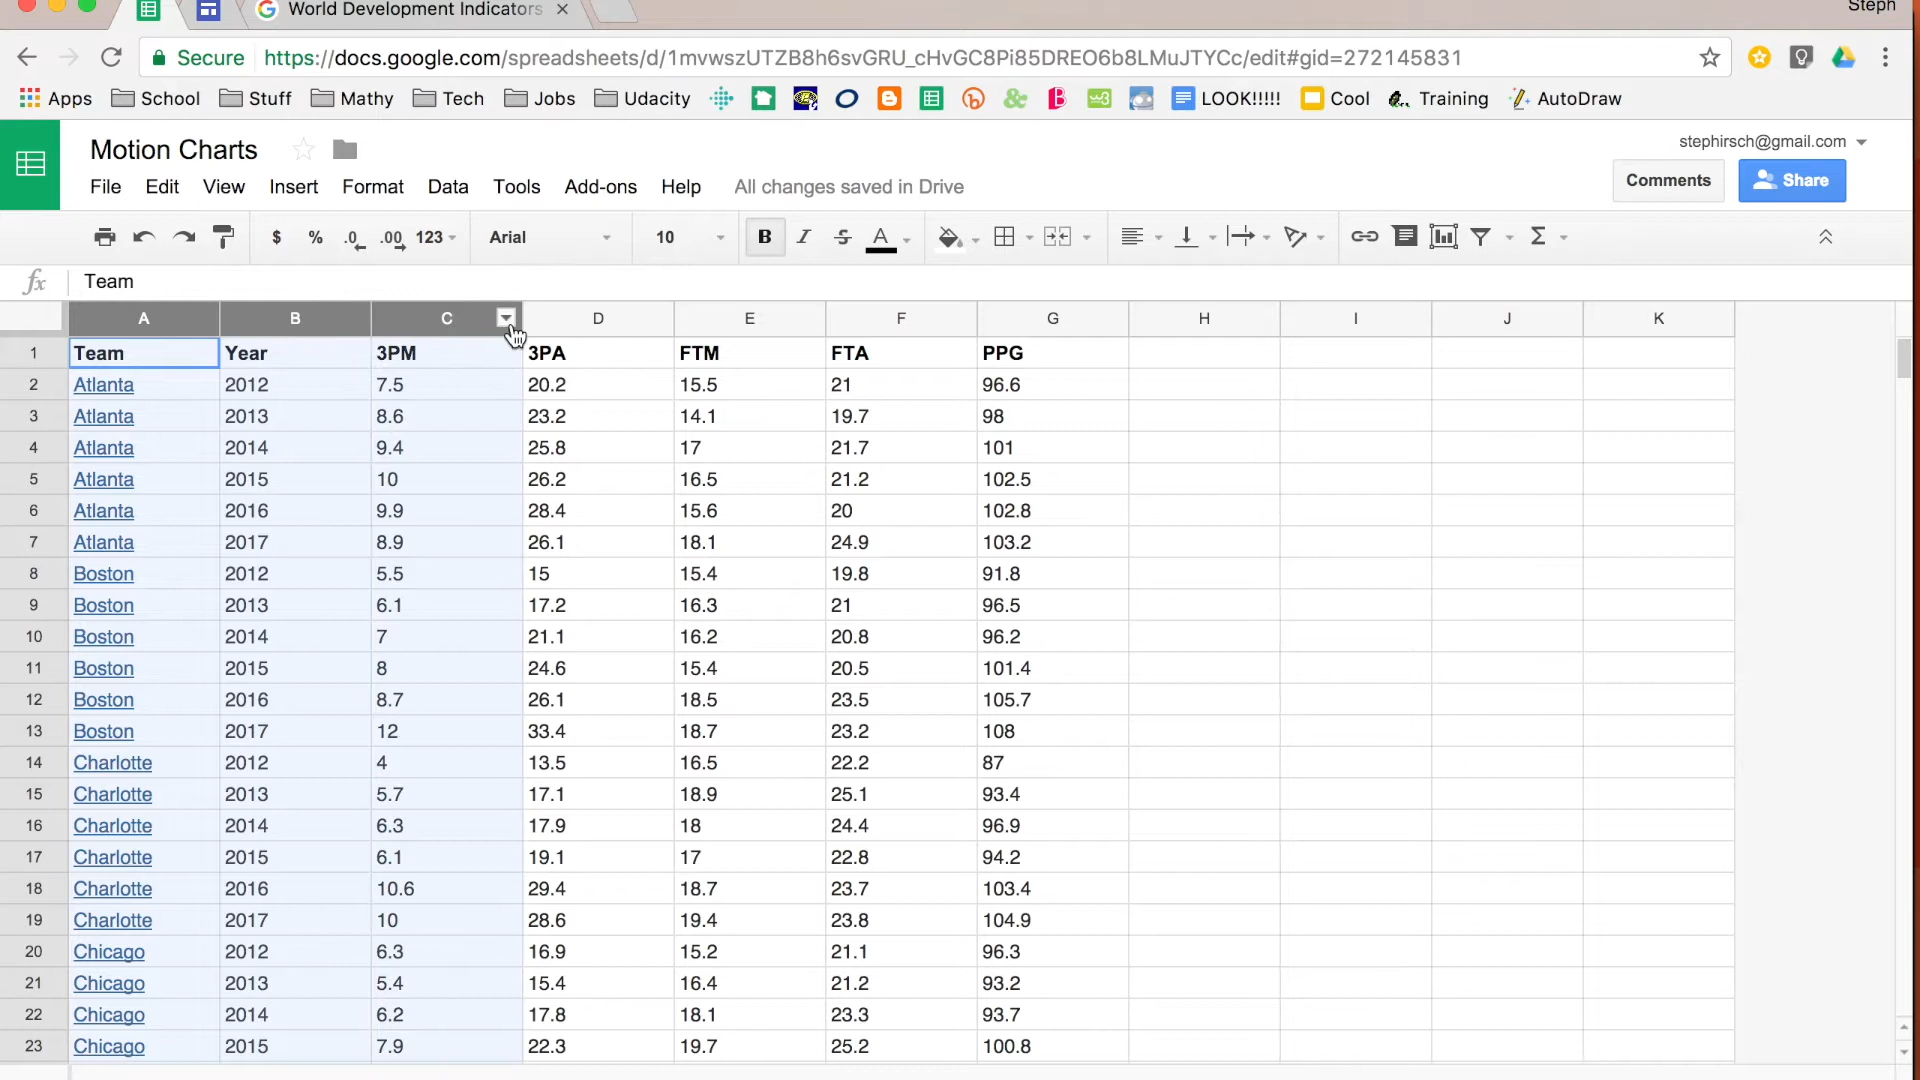 World Development Indicators
Steph
Secure https://docs.google.com/spreadsheets/d/1mvwszUTZB8h6svGRU_cHvGC8Pi85DREO6b8LMuJTYCc/edit#gid=272145831
Apps School Stuff Mathy Tech Jobs Udacity LOOK!!!!! Cool Training AutoDraw
Motion Charts
stephirsch@gmail.com
File Edit View Insert Format Data Tools Add-ons Help All changes saved in Drive
Comments Share
$ % .0 .00 123 Arial 10 B I S A
fx Team
A B C D E F G H I J K
1 Team Year 3PM 3PA FTM FTA PPG
2 Atlanta 2012 7.5 20.2 15.5 21 96.6
3 Atlanta 2013 8.6 23.2 14.1 19.7 98
4 Atlanta 2014 9.4 25.8 17 21.7 101
5 Atlanta 2015 10 26.2 16.5 21.2 102.5
6 Atlanta 2016 9.9 28.4 15.6 20 102.8
7 Atlanta 2017 8.9 26.1 18.1 24.9 103.2
8 Boston 2012 5.5 15 15.4 19.8 91.8
9 Boston 2013 6.1 17.2 16.3 21 96.5
10 Boston 2014 7 21.1 16.2 20.8 96.2
11 Boston 2015 8 24.6 15.4 20.5 101.4
12 Boston 2016 8.7 26.1 18.5 23.5 105.7
13 Boston 2017 12 33.4 18.7 23.2 108
14 Charlotte 2012 4 13.5 16.5 22.2 87
15 Charlotte 2013 5.7 17.1 18.9 25.1 93.4
16 Charlotte 2014 6.3 17.9 18 24.4 96.9
17 Charlotte 2015 6.1 19.1 17 22.8 94.2
18 Charlotte 2016 10.6 29.4 18.7 23.7 103.4
19 Charlotte 2017 10 28.6 19.4 23.8 104.9
20 Chicago 2012 6.3 16.9 15.2 21.1 96.3
21 Chicago 2013 5.4 15.4 16.4 21.2 93.2
22 Chicago 2014 6.2 17.8 18.1 23.3 93.7
23 Chicago 2015 7.9 22.3 19.7 25.2 100.8